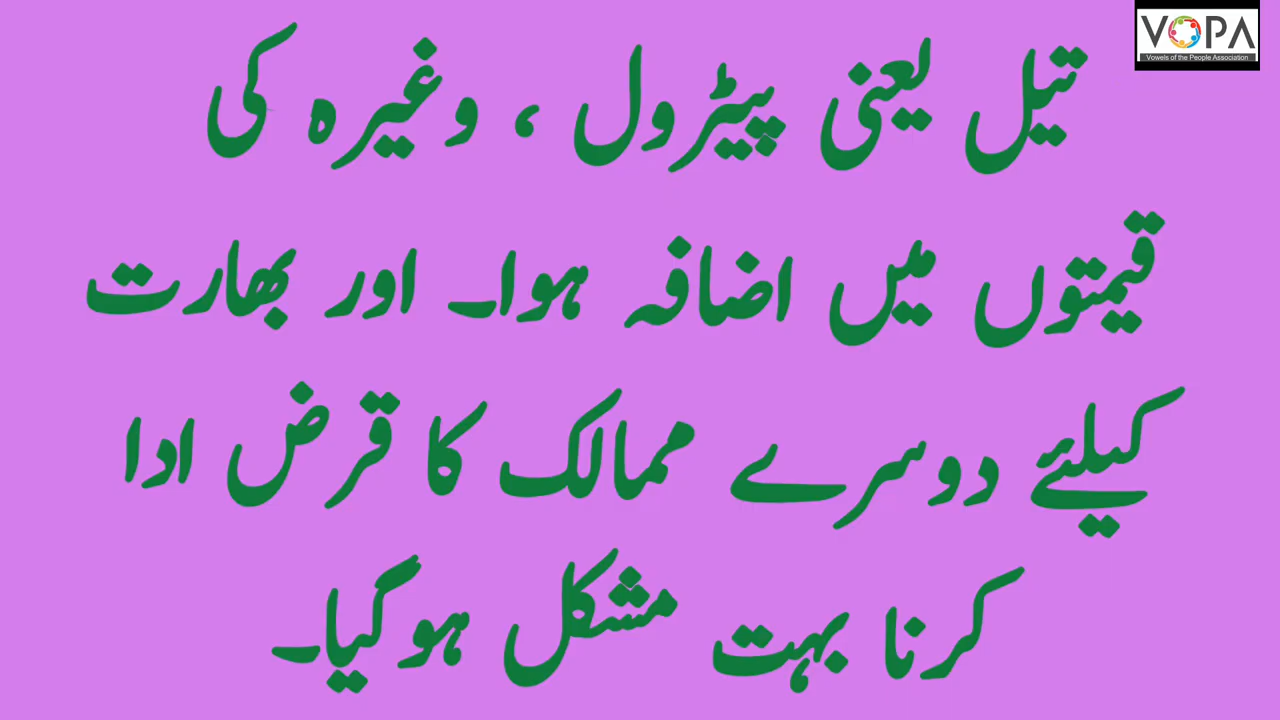 VOPA
Vowels of the People Association
تیل یعنی پیٹرول ، وغیرہ کی
قیمتوں میں اضافہ ہوا۔ اور بھارت
کیلئے دوسرے ممالک کا قرض ادا
کرنا بہت مشکل ہوگیا۔